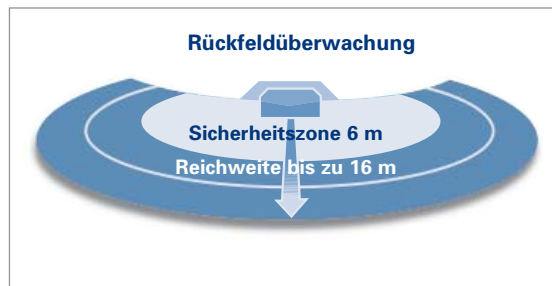 Rückfeldüberwachung
Sicherheitszone 6 m
Reichweite bis zu 16 m